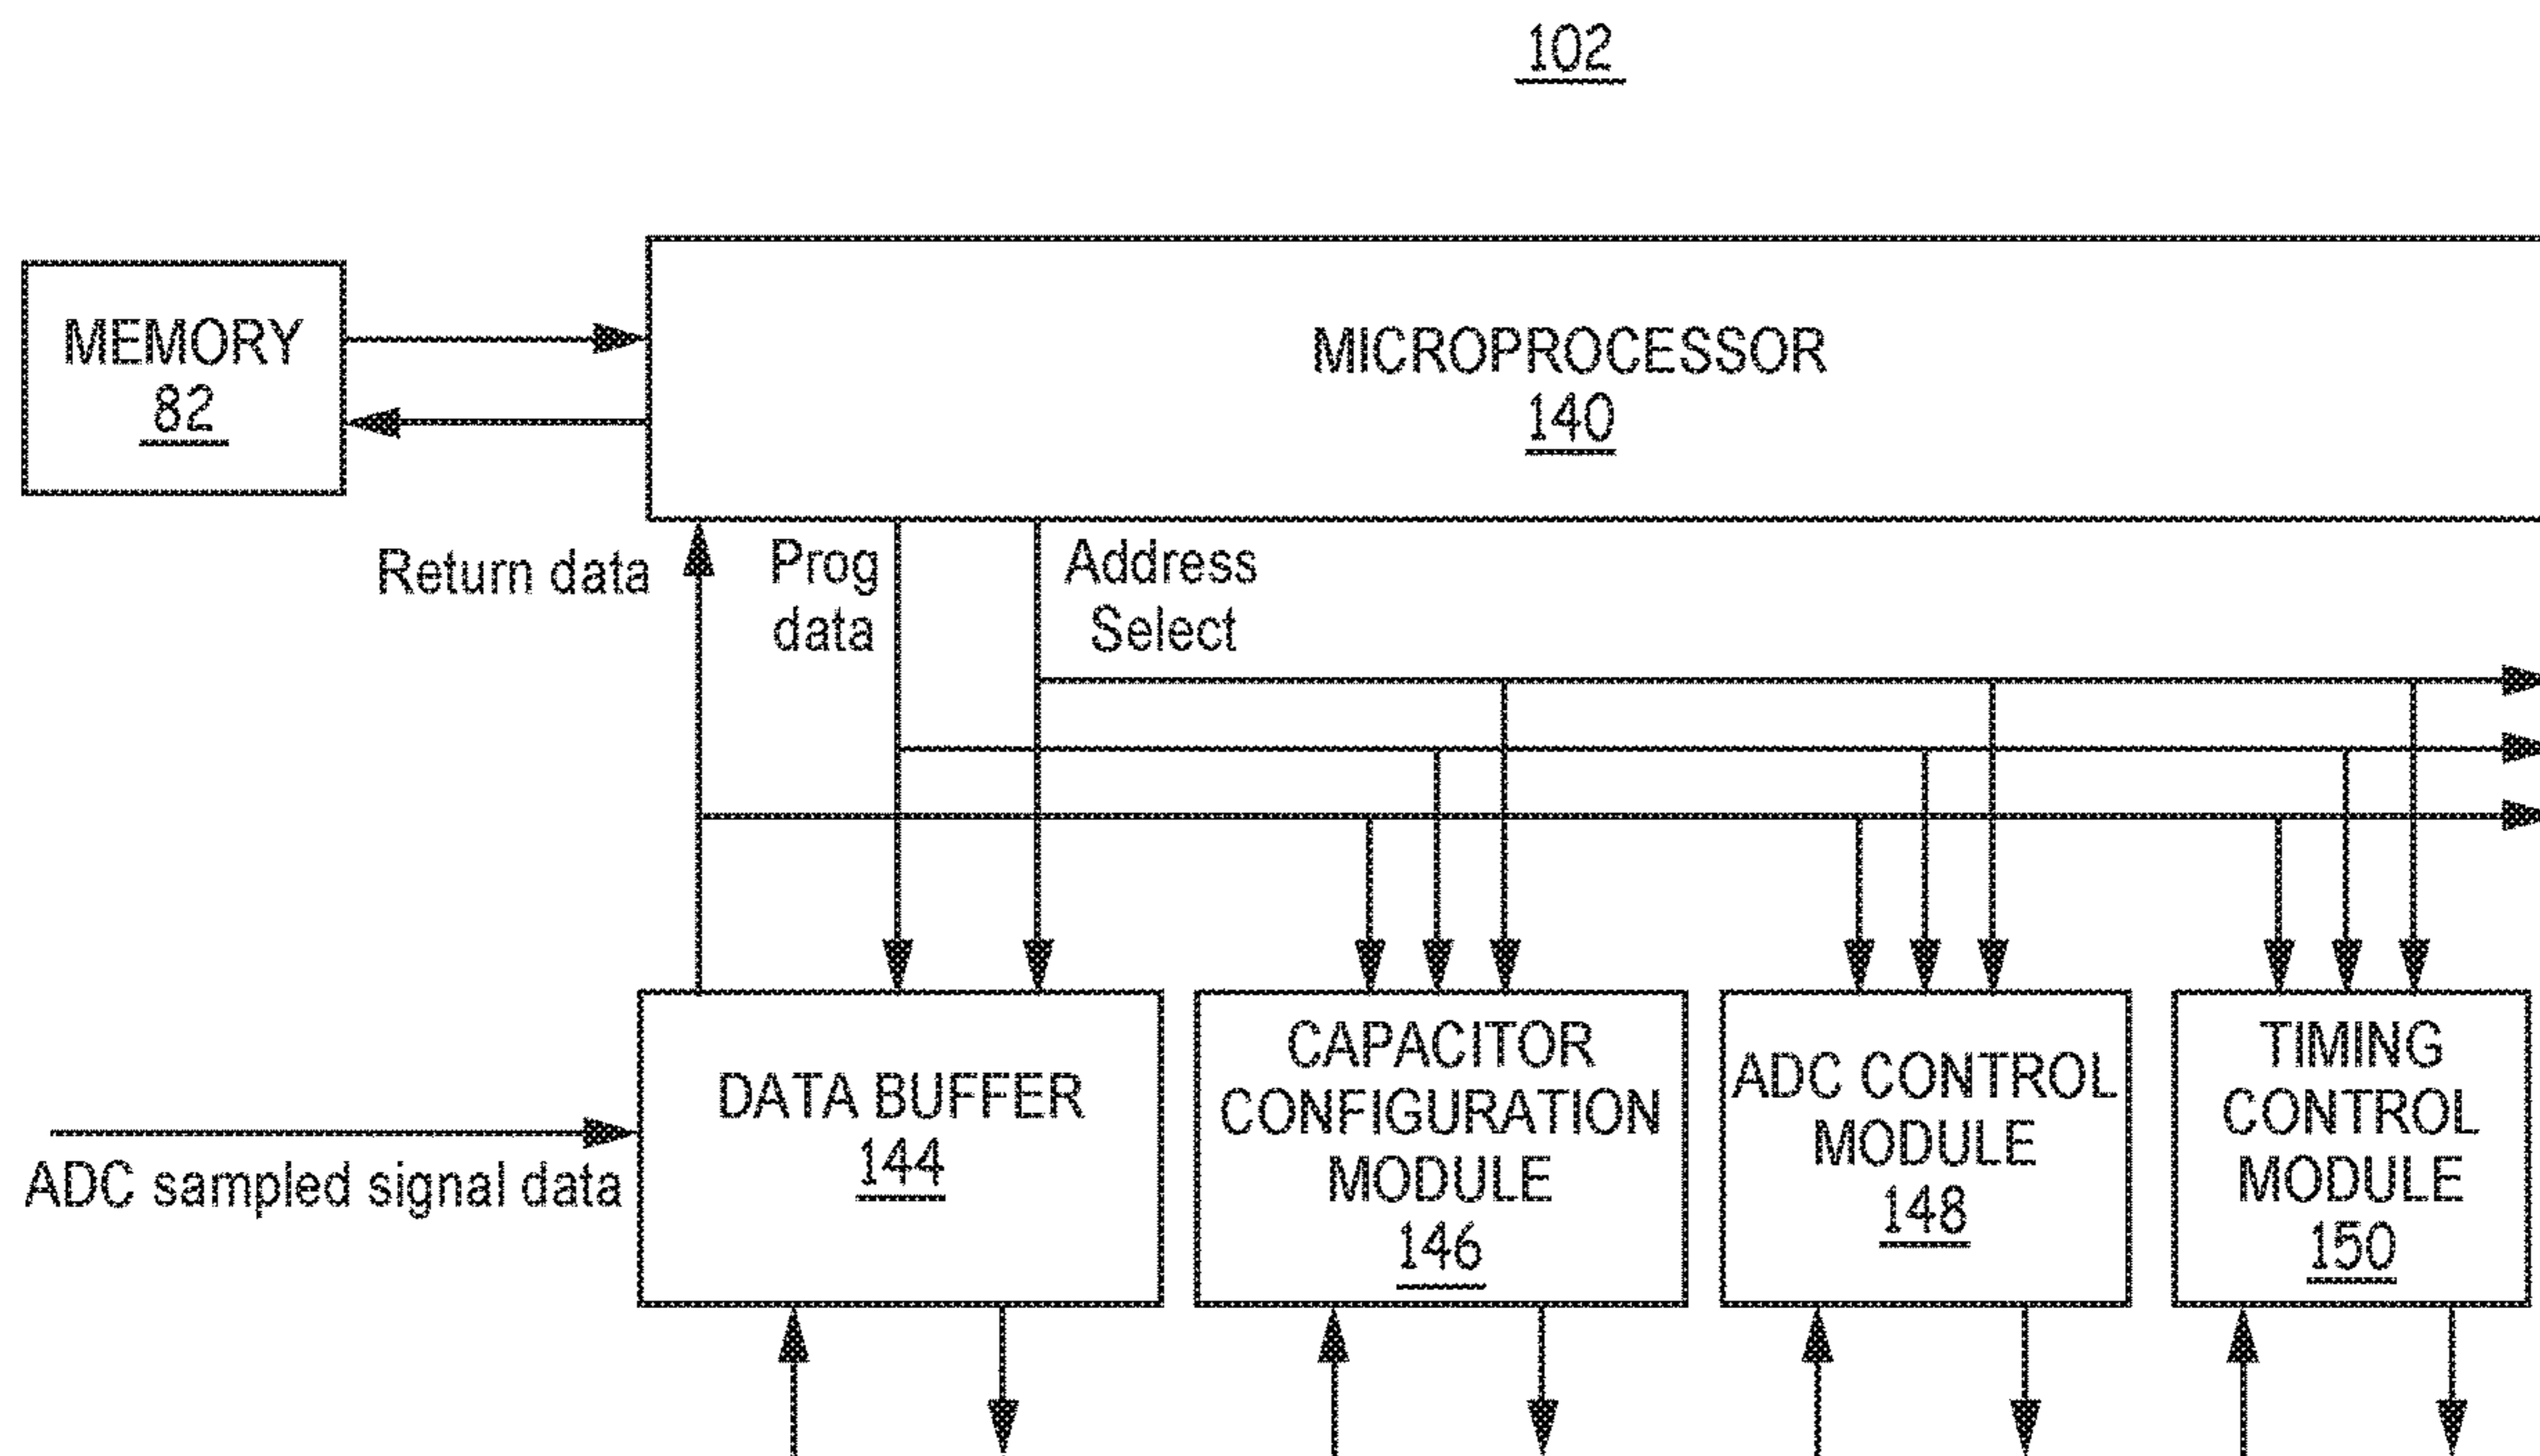 102
MEMORY
82
MICROPROCESSOR
140
Return data
Prog
data
Address
Select
ADC sampled signal data
DATA BUFFER
144
CAPACITOR
CONFIGURATION
MODULE
146
ADC CONTROL
MODULE
148
TIMING
CONTROL
MODULE
150